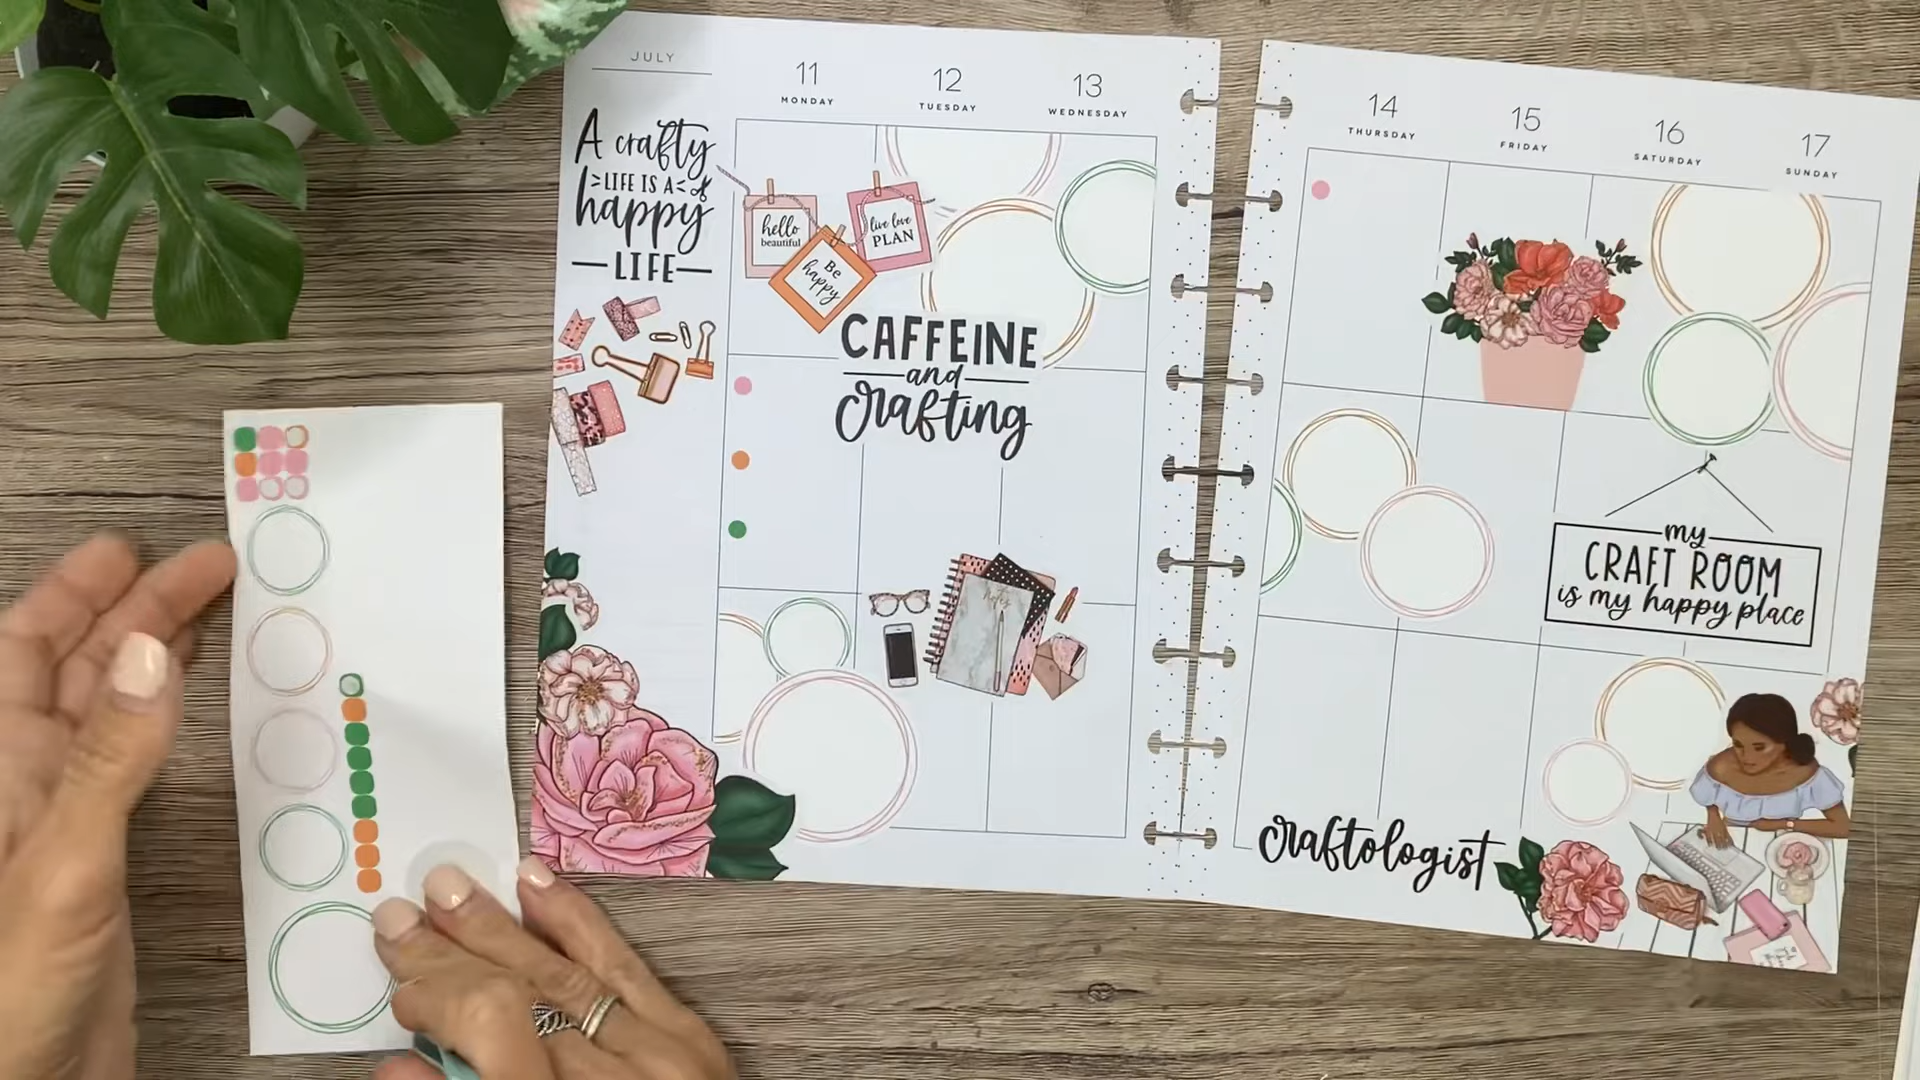 JULY
11
MONDAY
12
TUESDAY
13
WEDNESDAY
14
THURSDAY
15
FRIDAY
16
SATURDAY
17
SUNDAY
A crafty
LIFE IS A
happy
LIFE
hello
beautiful
Be
happy
live love
PLAN
CAFFEINE
and
Crafting
my
CRAFT ROOM
is my happy place
craftologist